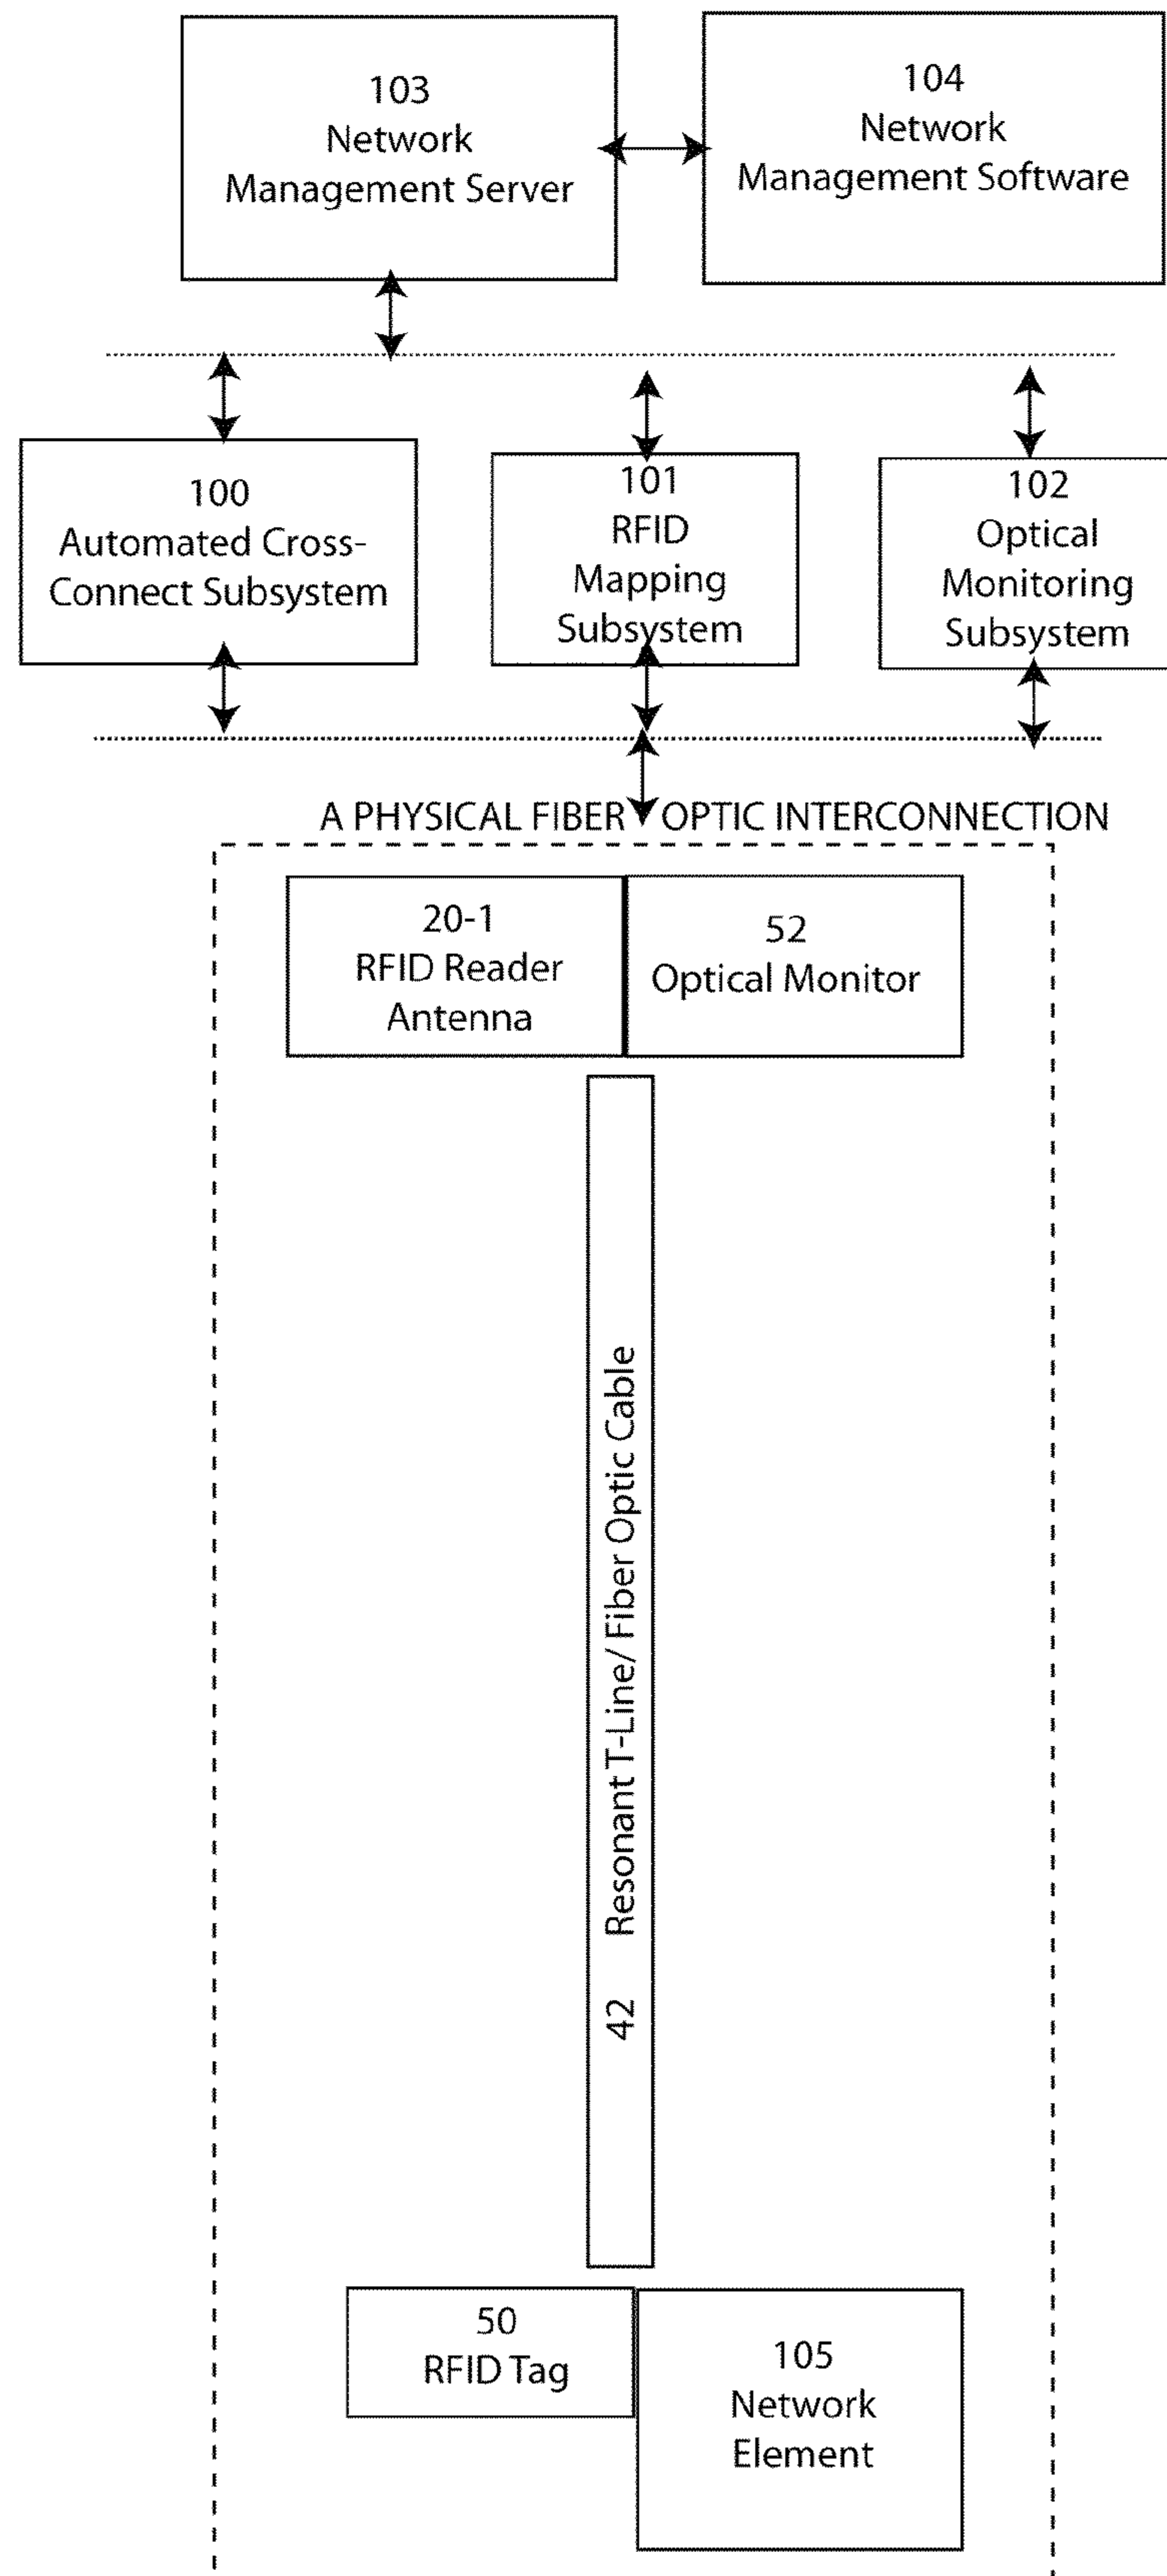 103
Network
Management Server
104
Network
Management Software
100
Automated Cross-
Connect Subsystem
101
RFID
Mapping
Subsystem
102
Optical
Monitoring
Subsystem
A PHYSICAL FIBER OPTIC INTERCONNECTION
20-1
RFID Reader
Antenna
52
Optical Monitor
42 Resonant T-Line/ Fiber Optic Cable
50
RFID Tag
105
Network
Element